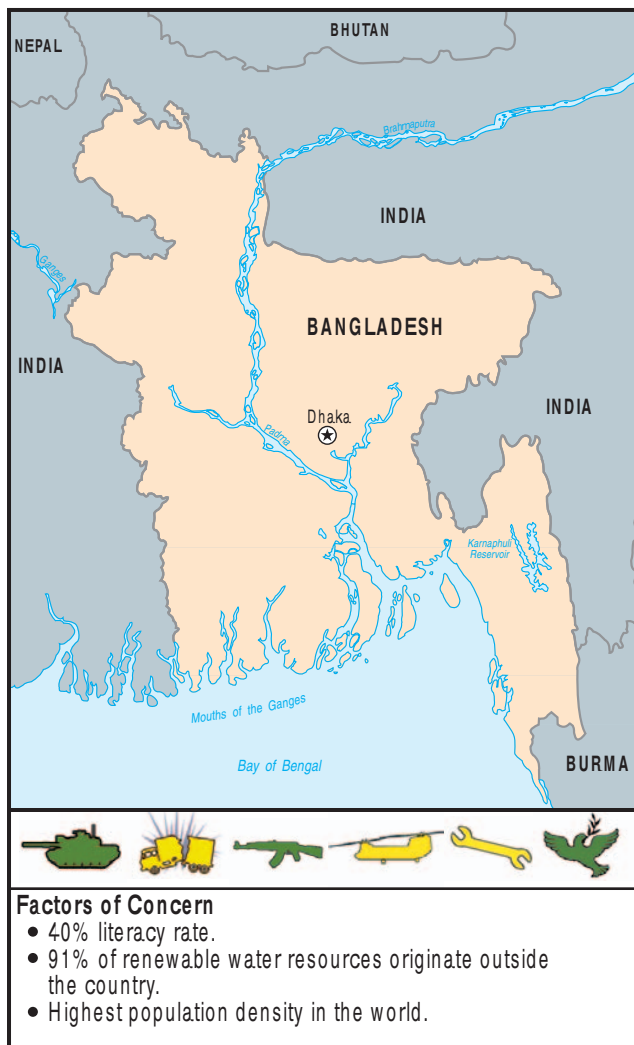 BHUTAN
NEPAL
Brahmaputra
INDIA
Ganges
BANGLADESH
INDIA
Dhaka
INDIA
Padma
Karnaphuli
Reservoir
Mouths of the Ganges
Bay of Bengal
BURMA
Factors of Concern
• 40% literacy rate.
• 91% of renewable water resources originate outside
the country.
• Highest population density in the world.